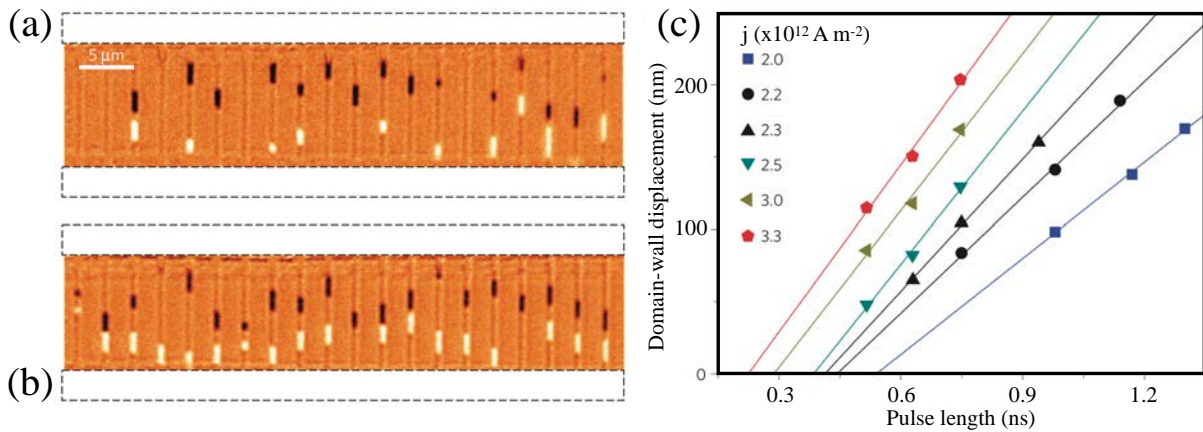 (a)
5 µm
(b)
(c)
j (x10¹² A m⁻²)
2.0
2.2
2.3
2.5
3.0
3.3
Domain-wall displacement (nm)
200
100
0
0.3 0.6 0.9 1.2
Pulse length (ns)